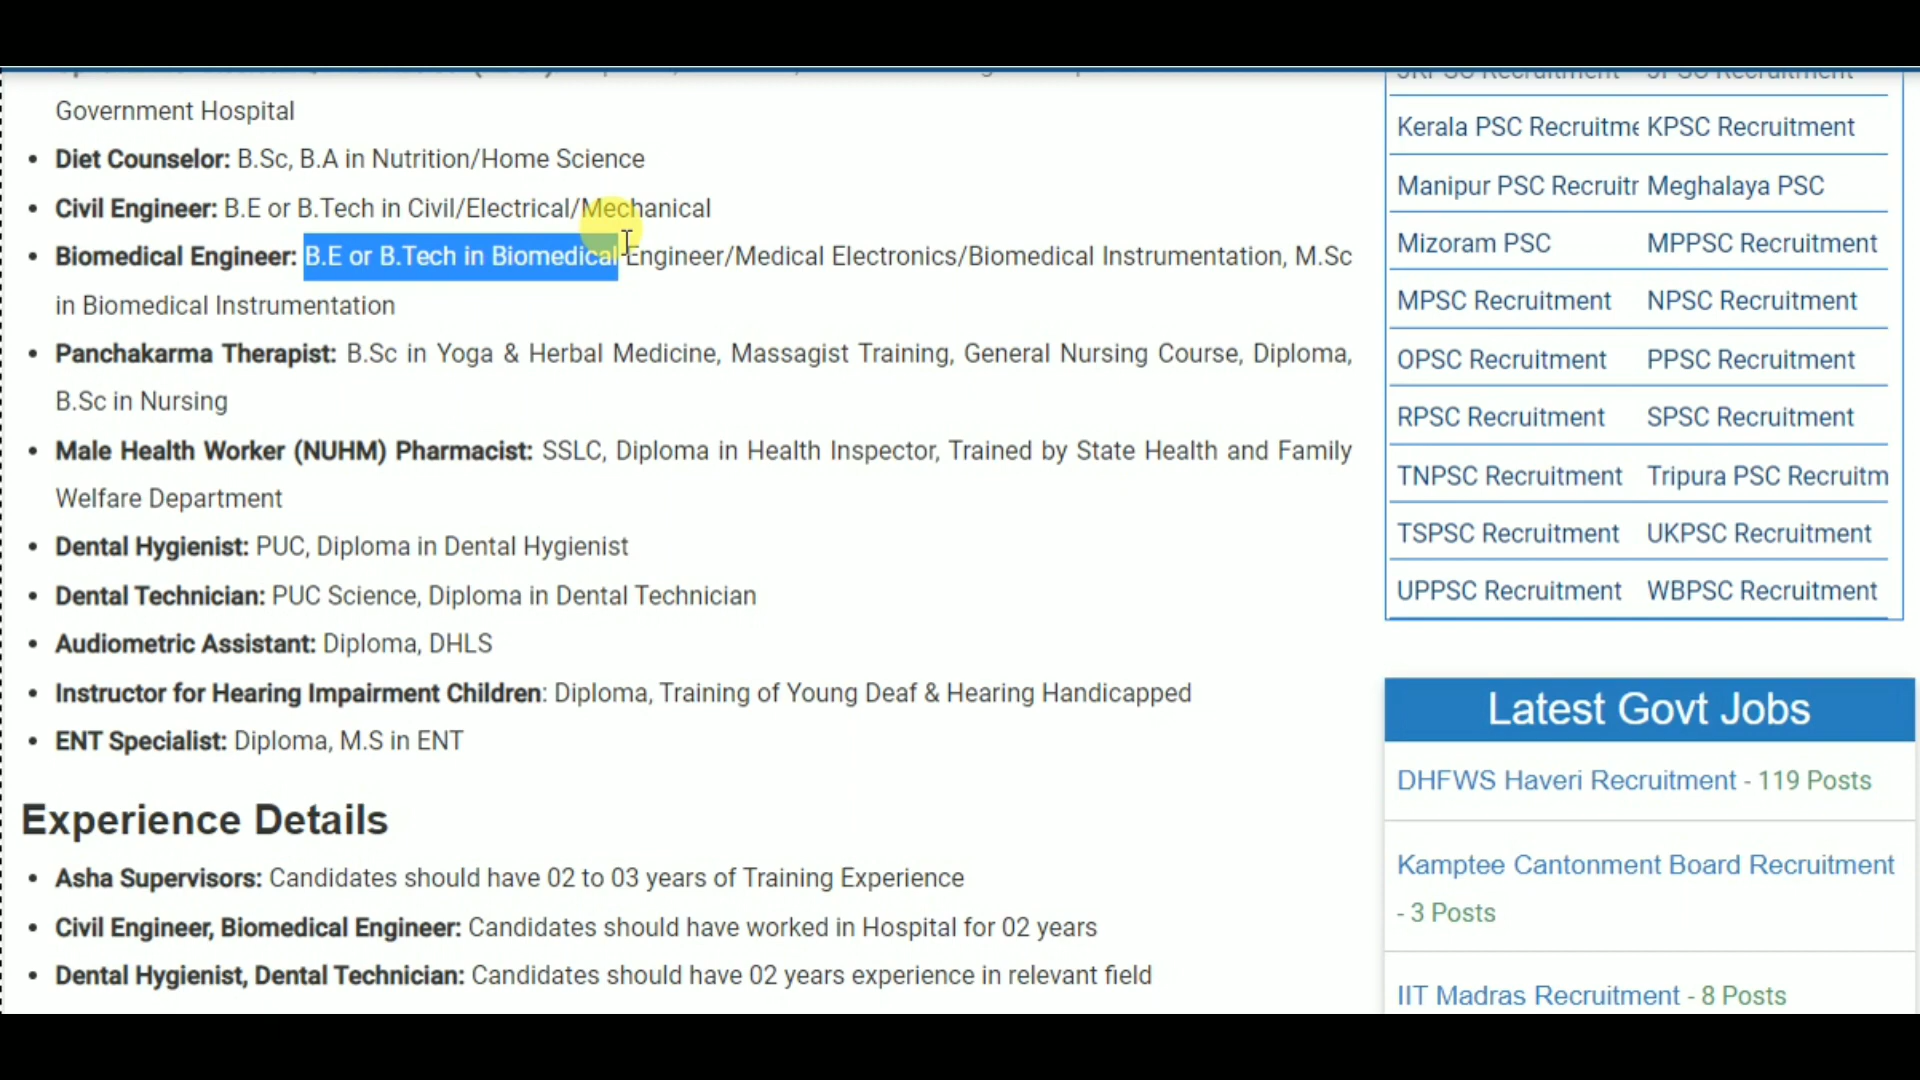 Government Hospital
• Diet Counselor: B.Sc, B.A in Nutrition/Home Science
• Civil Engineer: B.E or B.Tech in Civil/Electrical/Mechanical
• Biomedical Engineer: B.E or B.Tech in Biomedical Engineer/Medical Electronics/Biomedical Instrumentation, M.Sc
in Biomedical Instrumentation
• Panchakarma Therapist: B.Sc in Yoga & Herbal Medicine, Massagist Training, General Nursing Course, Diploma,
B.Sc in Nursing
• Male Health Worker (NUHM) Pharmacist: SSLC, Diploma in Health Inspector, Trained by State Health and Family
Welfare Department
• Dental Hygienist: PUC, Diploma in Dental Hygienist
• Dental Technician: PUC Science, Diploma in Dental Technician
• Audiometric Assistant: Diploma, DHLS
• Instructor for Hearing Impairment Children: Diploma, Training of Young Deaf & Hearing Handicapped
• ENT Specialist: Diploma, M.S in ENT
Experience Details
• Asha Supervisors: Candidates should have 02 to 03 years of Training Experience
• Civil Engineer, Biomedical Engineer: Candidates should have worked in Hospital for 02 years
• Dental Hygienist, Dental Technician: Candidates should have 02 years experience in relevant field
Kerala PSC Recruitme KPSC Recruitment
Manipur PSC Recruitr Meghalaya PSC
Mizoram PSC MPPSC Recruitment
MPSC Recruitment NPSC Recruitment
OPSC Recruitment PPSC Recruitment
RPSC Recruitment SPSC Recruitment
TNPSC Recruitment Tripura PSC Recruitm
TSPSC Recruitment UKPSC Recruitment
UPPSC Recruitment WBPSC Recruitment
Latest Govt Jobs
DHFWS Haveri Recruitment - 119 Posts
Kamptee Cantonment Board Recruitment
- 3 Posts
IIT Madras Recruitment - 8 Posts